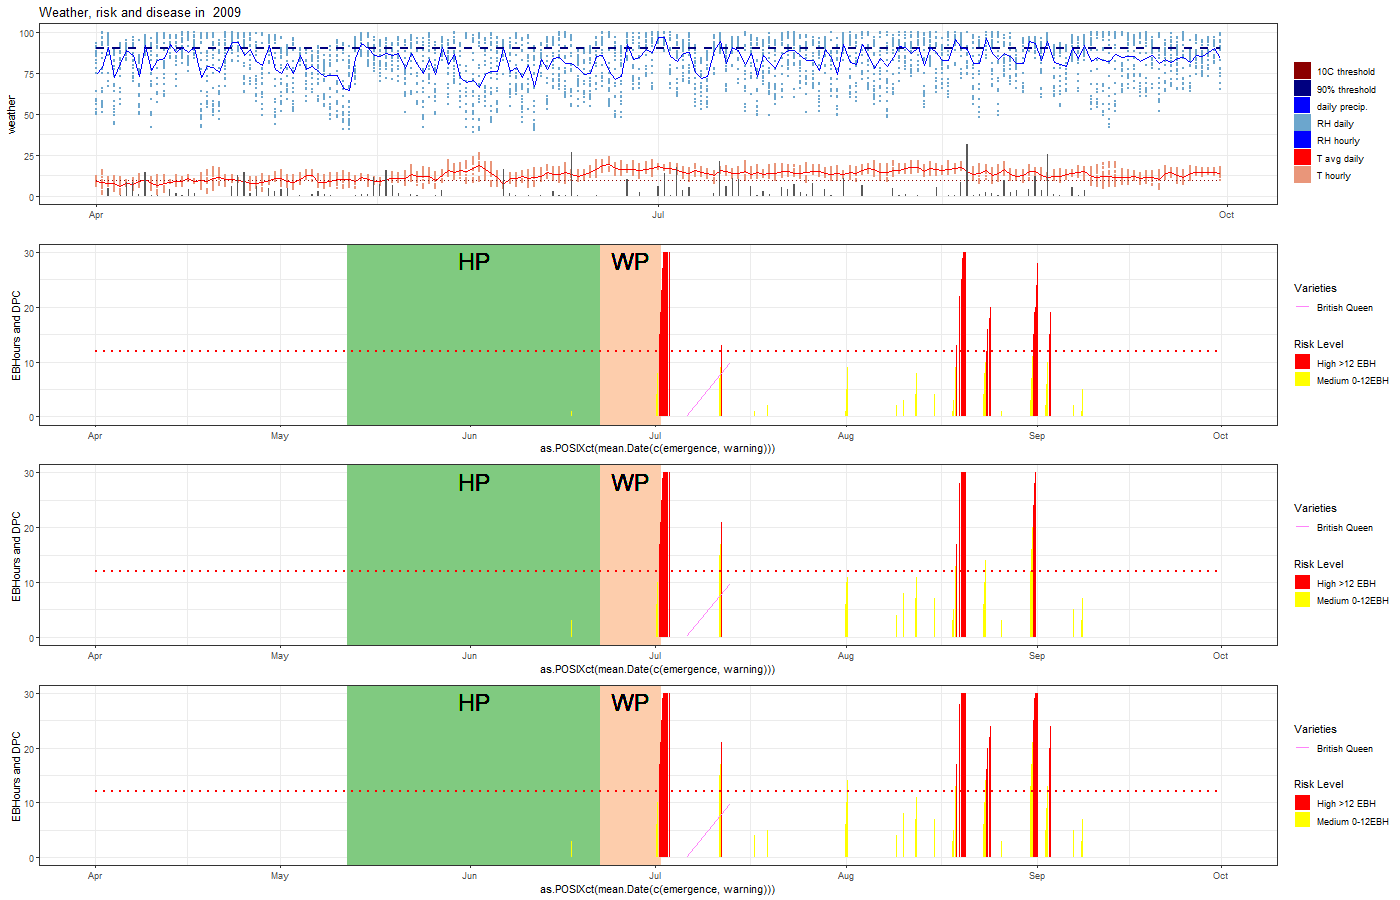 Weather, risk and disease in  2009
100
75
50
25
0
weather
Apr
Jul
Oct
10C threshold
90% threshold
daily precip.
RH daily
RH hourly
T avg daily
T hourly
HP
WP
30
20
10
0
EBHours and DPC
Apr
May
Jun
Jul
Aug
Sep
Oct
as.POSIXct(mean.Date(c(emergence, warning)))
Varieties
British Queen
Risk Level
High >12 EBH
Medium 0-12EBH
HP
WP
30
20
10
0
EBHours and DPC
Apr
May
Jun
Jul
Aug
Sep
Oct
as.POSIXct(mean.Date(c(emergence, warning)))
Varieties
British Queen
Risk Level
High >12 EBH
Medium 0-12EBH
HP
WP
30
20
10
0
EBHours and DPC
Apr
May
Jun
Jul
Aug
Sep
Oct
as.POSIXct(mean.Date(c(emergence, warning)))
Varieties
British Queen
Risk Level
High >12 EBH
Medium 0-12EBH